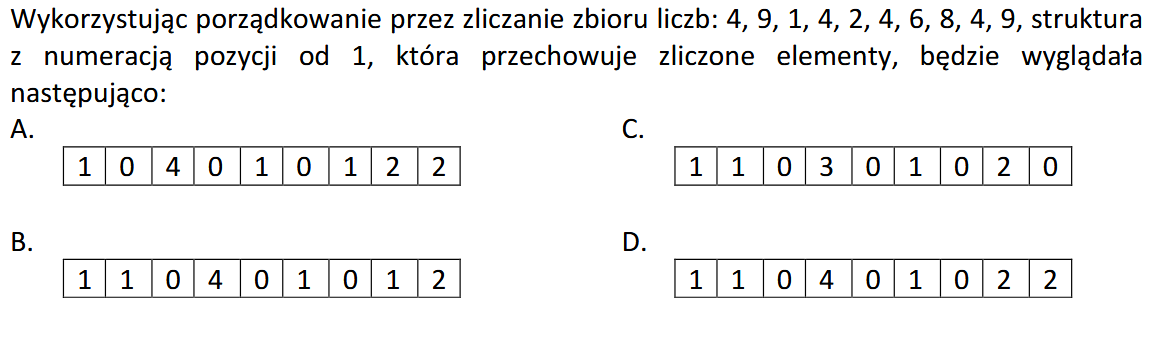 Wykorzystując porządkowanie przez zliczanie zbioru liczb: 4, 9, 1, 4, 2, 4, 6, 8, 4, 9, struktura
z numeracją pozycji od 1, która przechowuje zliczone elementy, będzie wyglądała
następująco:
A.
1 0 4 0 1 0 1 2 2
B.
1 1 0 4 0 1 0 1 2
C.
1 1 0 3 0 1 0 2 0
D.
1 1 0 4 0 1 0 2 2